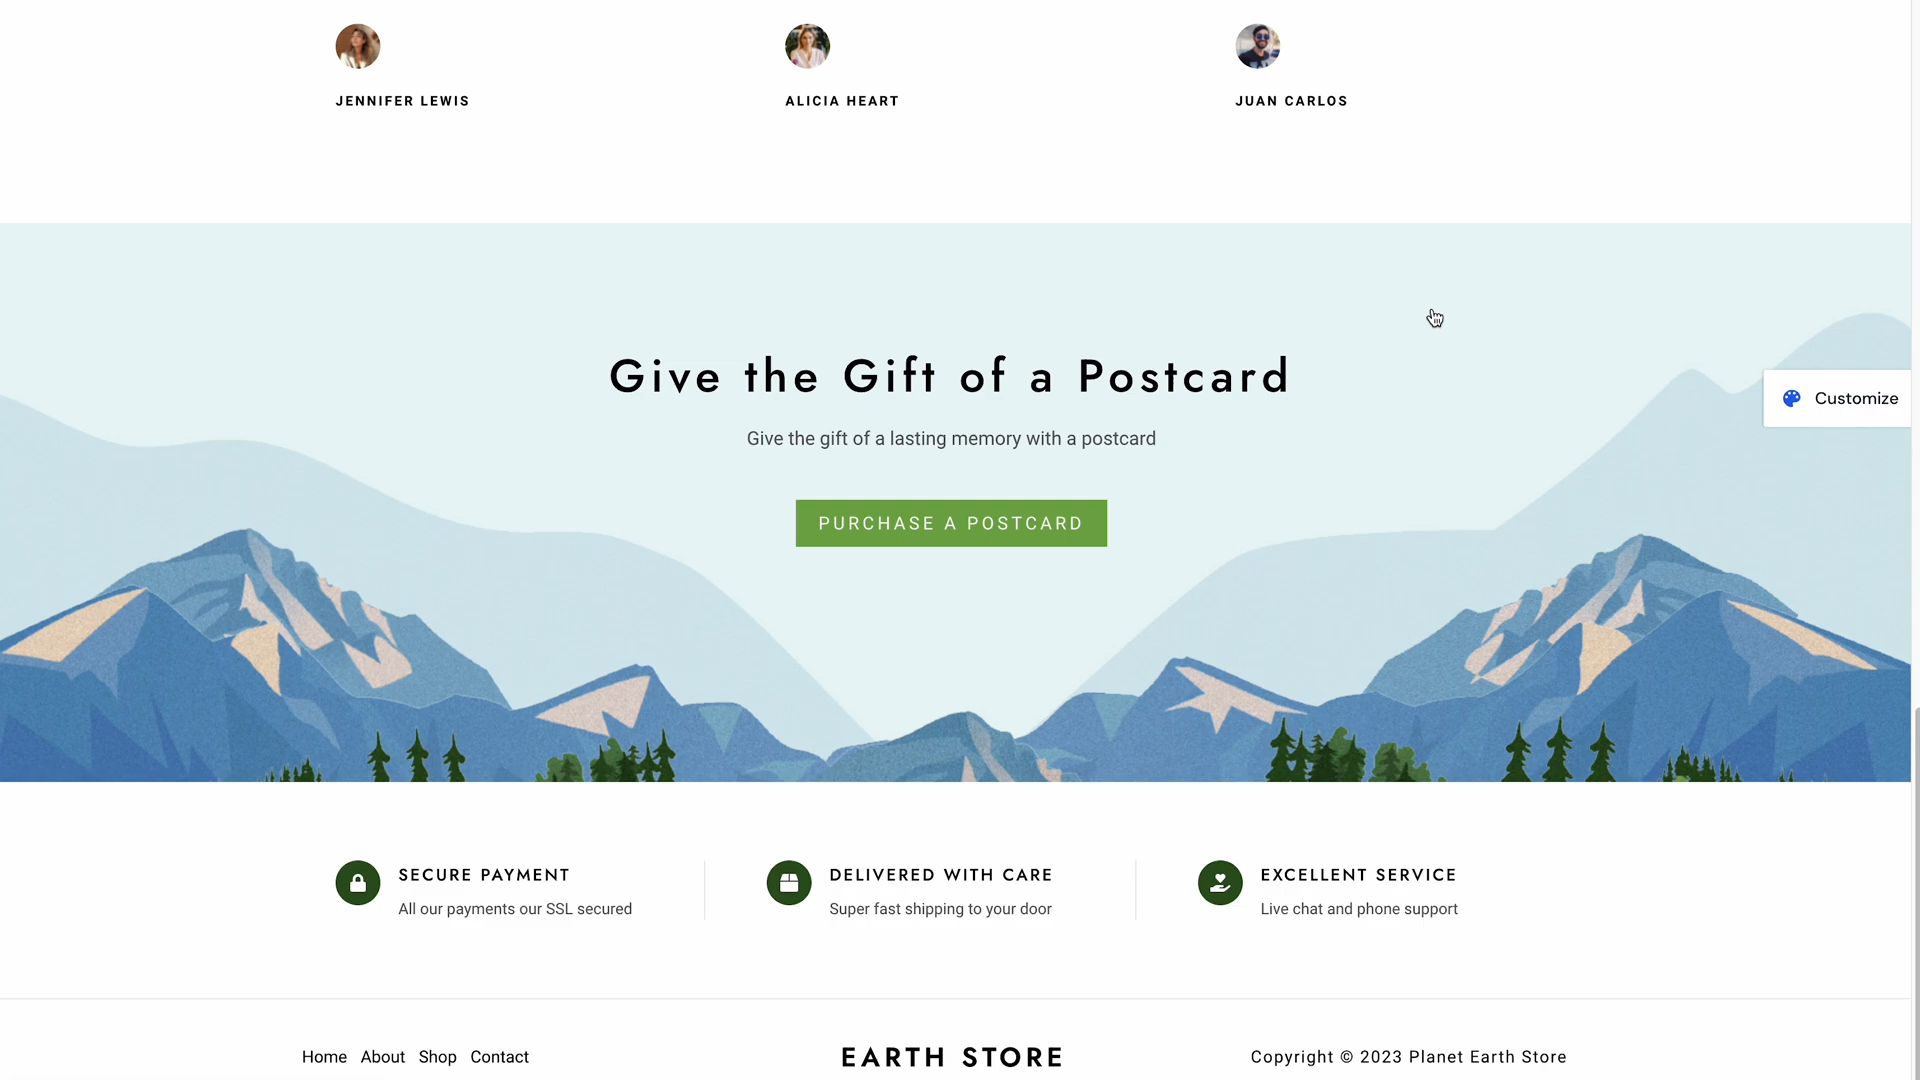 JENNIFER LEWIS
ALICIA HEART
JUAN CARLOS
Give the Gift of a Postcard
Give the gift of a lasting memory with a postcard
PURCHASE A POSTCARD
Customize
SECURE PAYMENT
All our payments our SSL secured
DELIVERED WITH CARE
Super fast shipping to your door
EXCELLENT SERVICE
Live chat and phone support
Home About Shop Contact
EARTH STORE
Copyright © 2023 Planet Earth Store